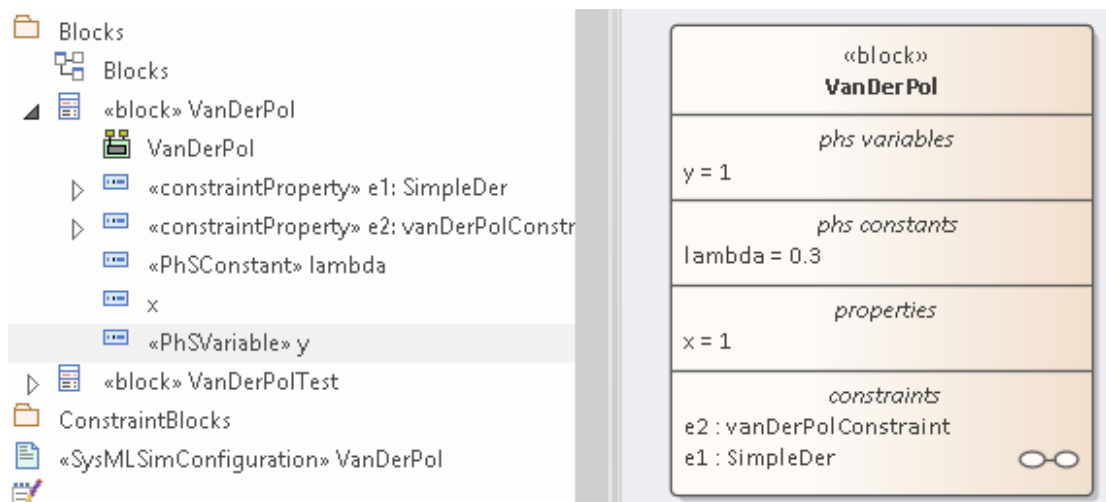 Blocks
Blocks
«block» VanDerPol
VanDerPol
«constraintProperty» e1: SimpleDer
«constraintProperty» e2: vanDerPolConstr
«PhSConstant» lambda
x
«PhSVariable» y
«block» VanDerPolTest
ConstraintBlocks
«SysMLSimConfiguration» VanDerPol
«block»
VanDerPol
phs variables
y = 1
phs constants
lambda = 0.3
properties
x = 1
constraints
e2 : vanDerPolConstraint
e1 : SimpleDer